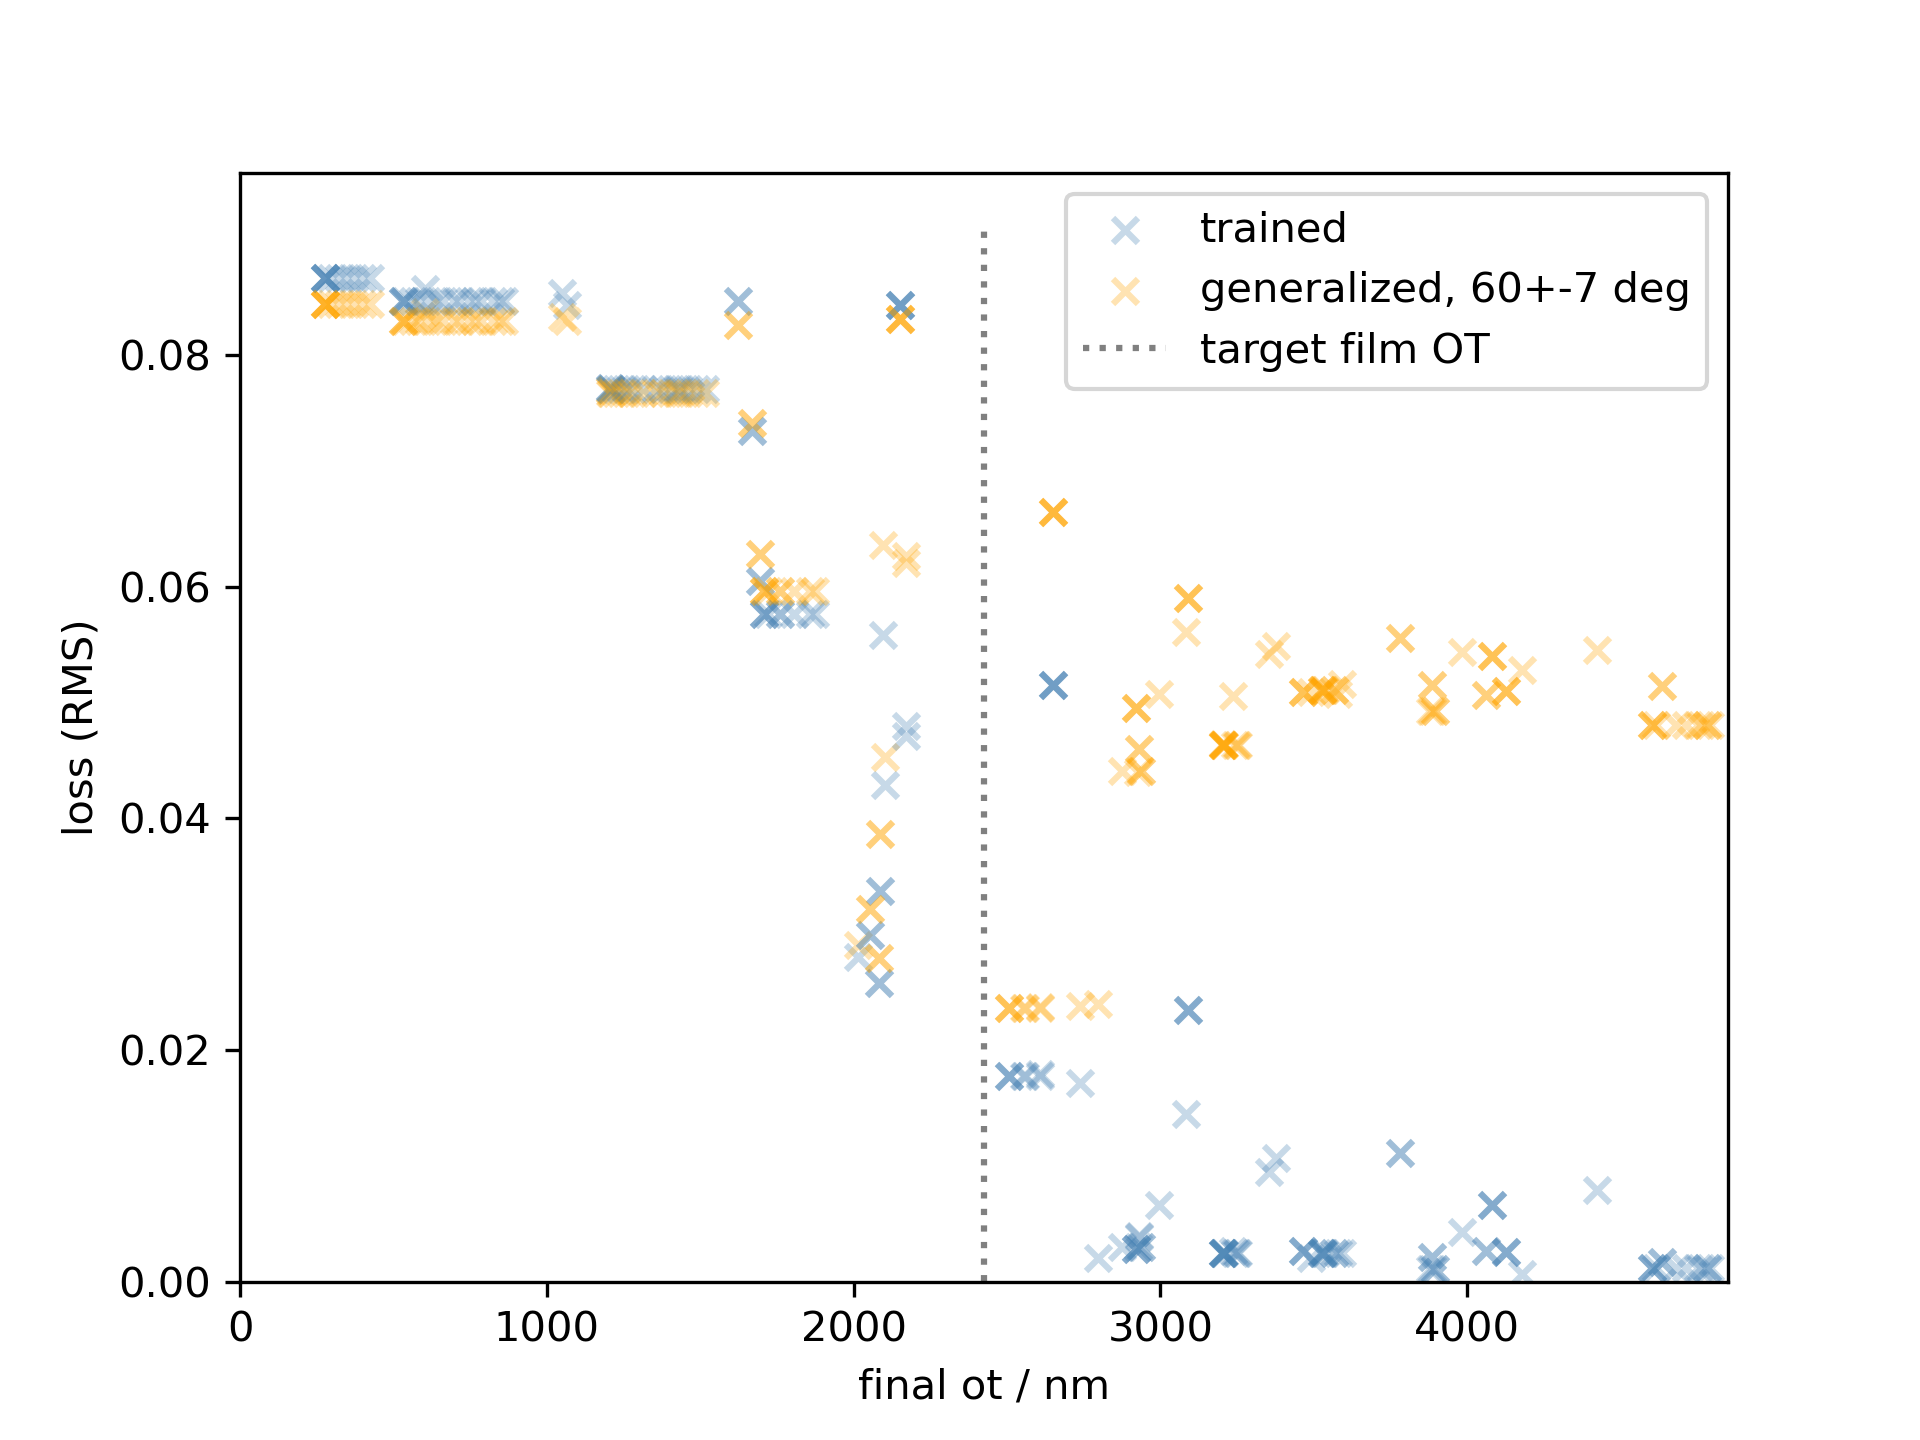 trained
generalized, 60+-7 deg
target film OT
0.08
0.06
0.04
0.02
0.00
loss (RMS)
0 1000 2000 3000 4000
final ot / nm